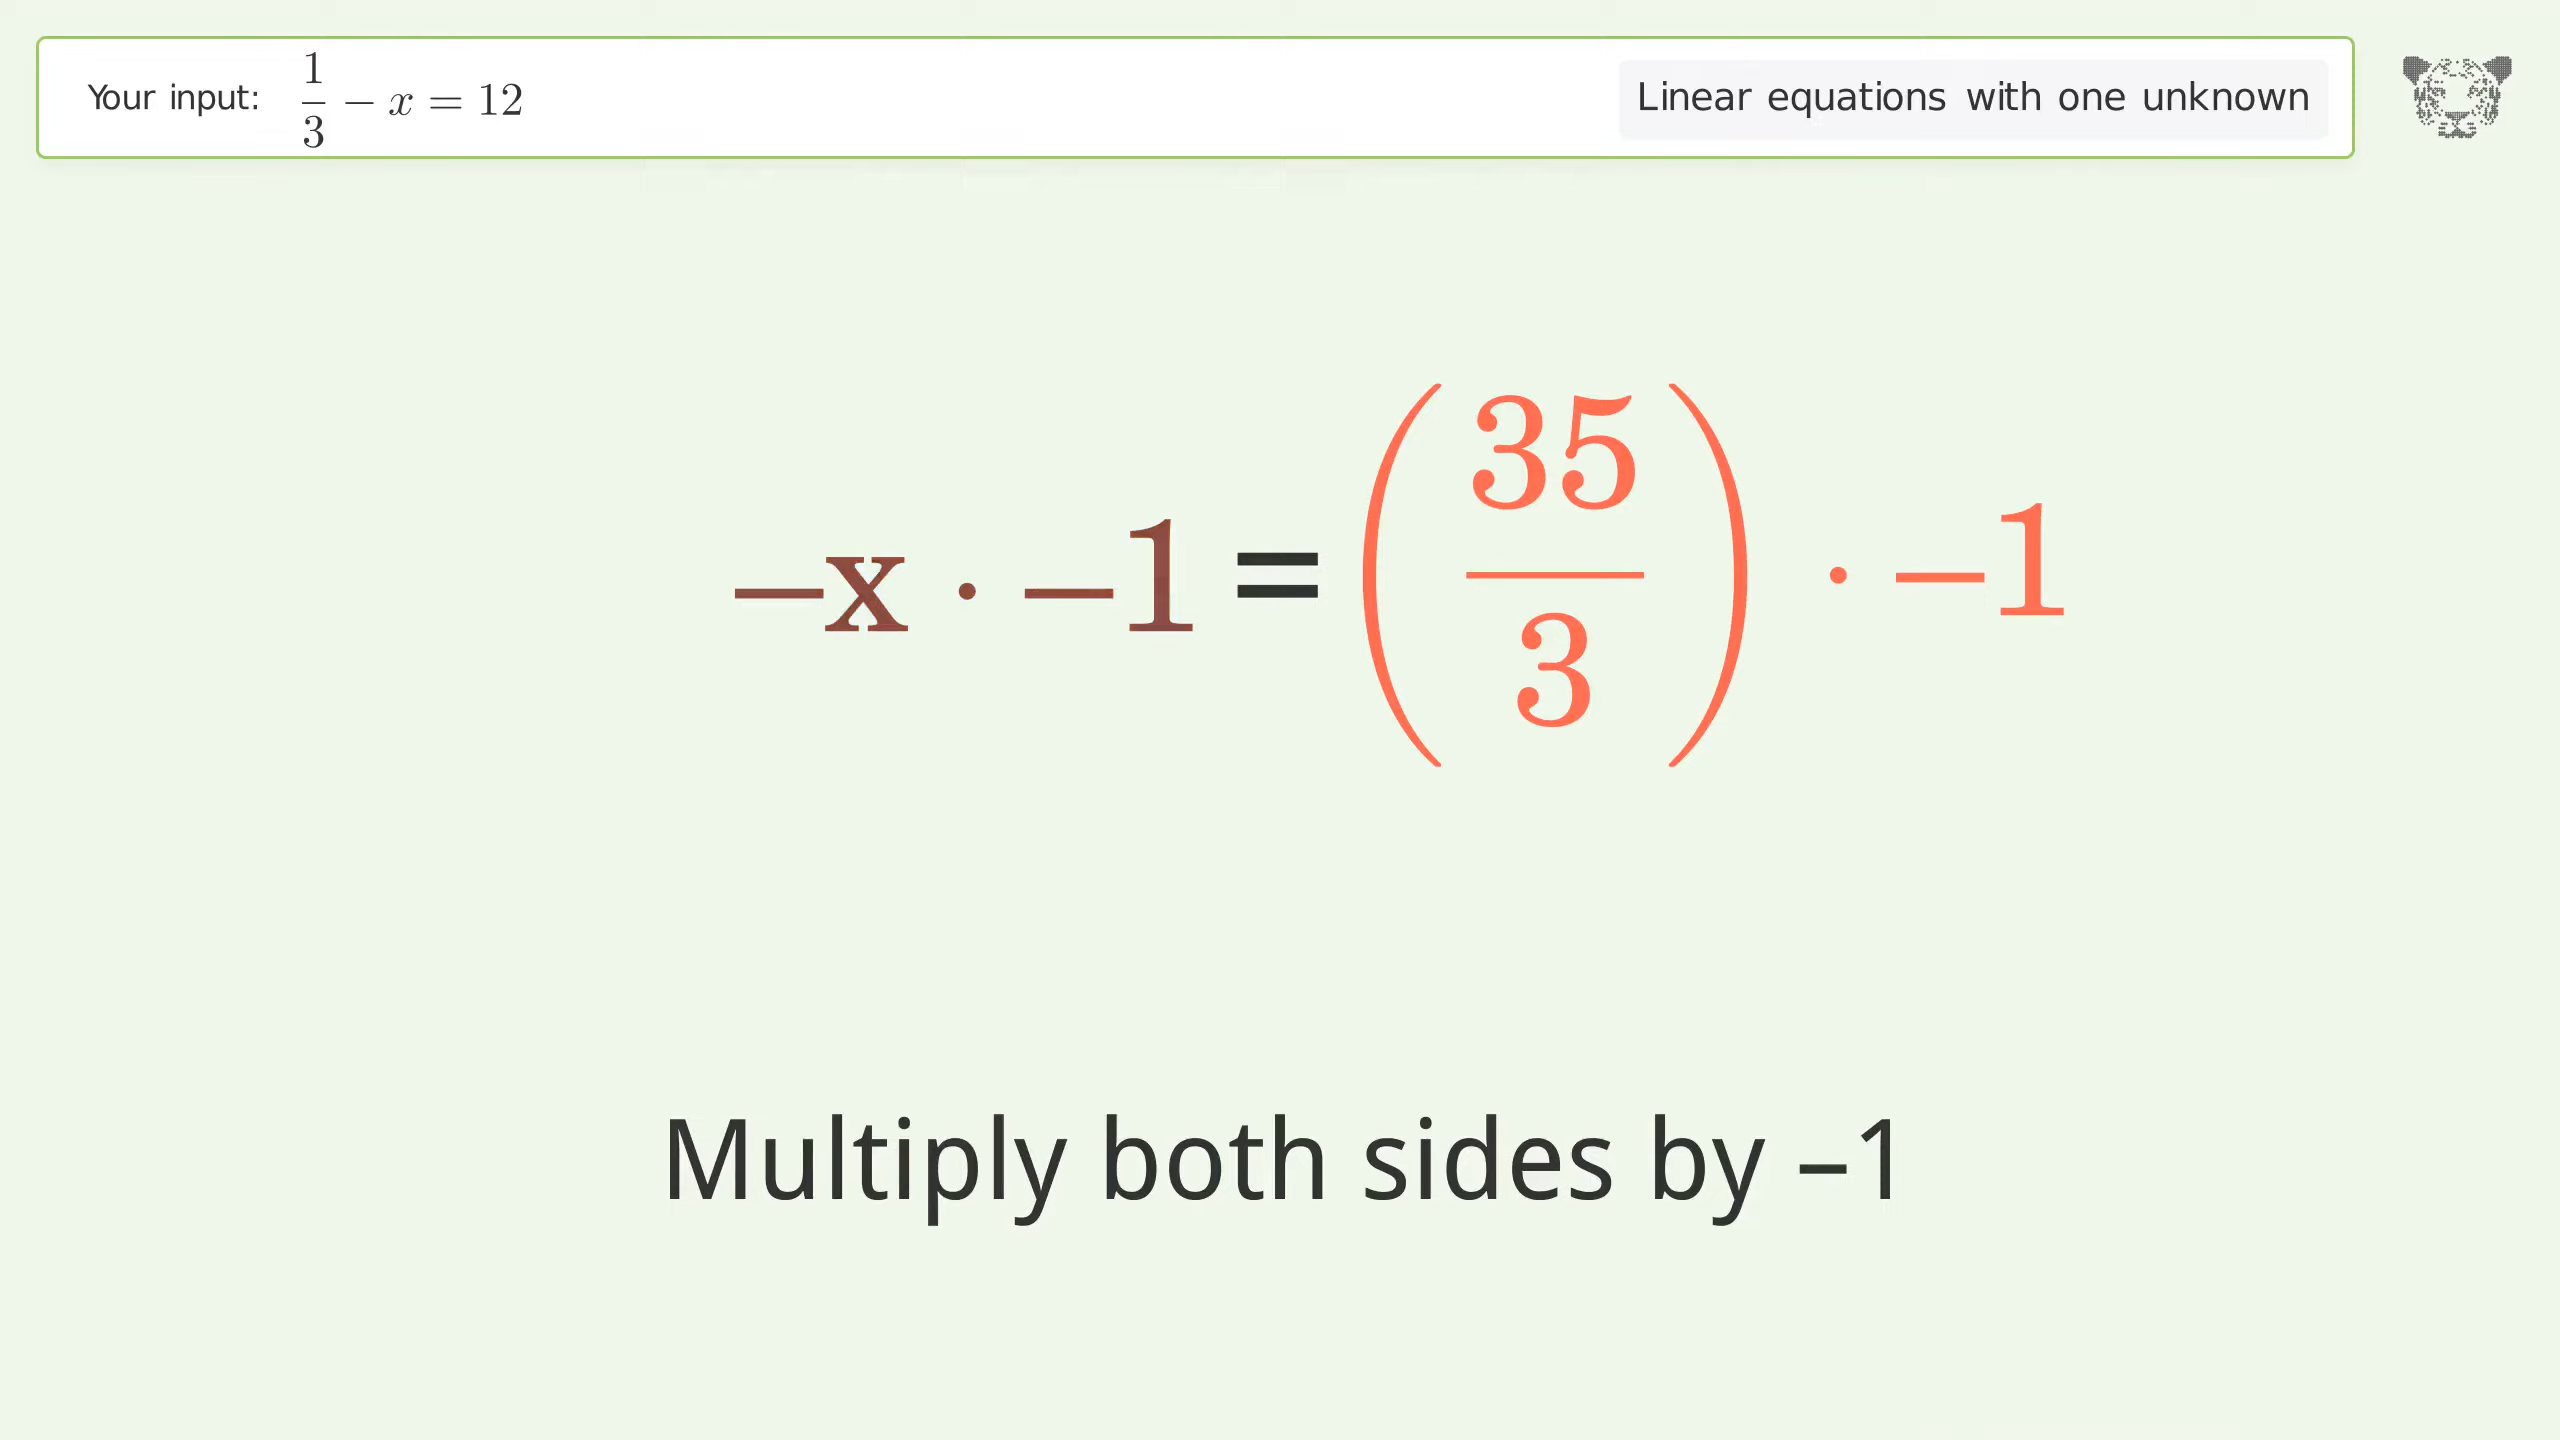 Your input: 1/3 − x = 12
Linear equations with one unknown
−x · −1 = (35/3) · −1
Multiply both sides by –1